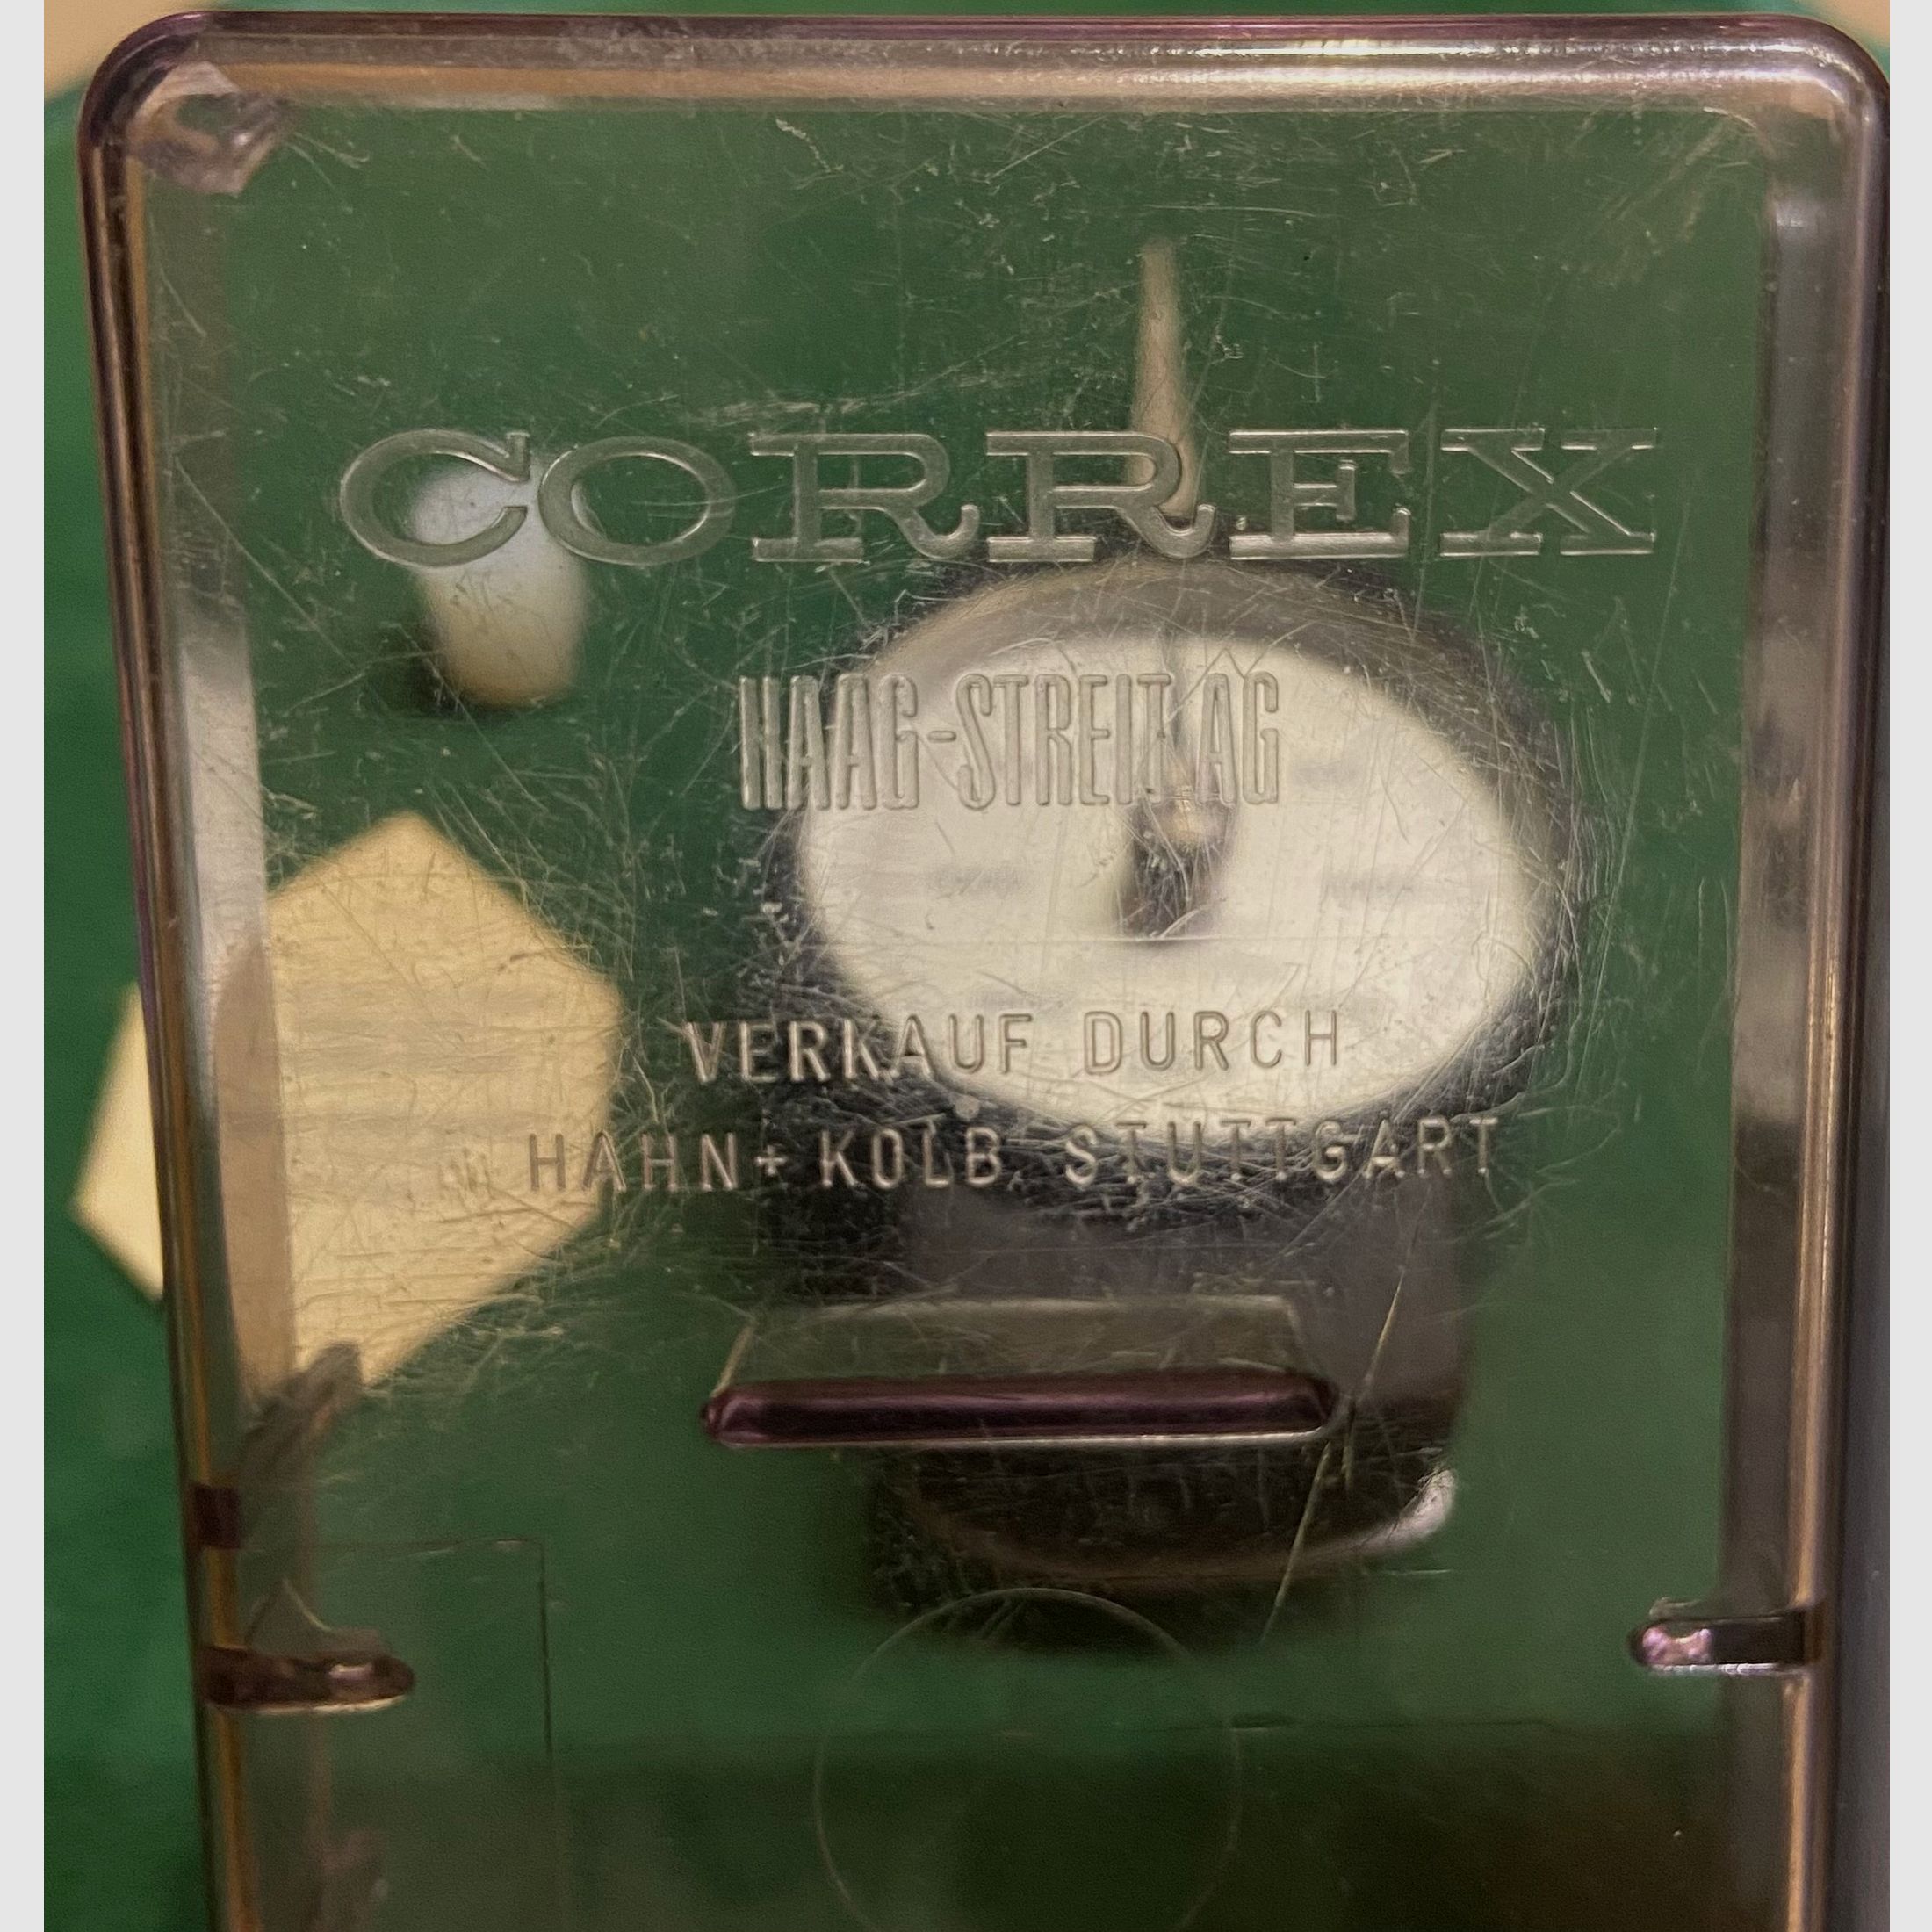 CORREX
HAAG-STREIT AG
VERKAUF DURCH
HAHN + KOLB STUTTGART